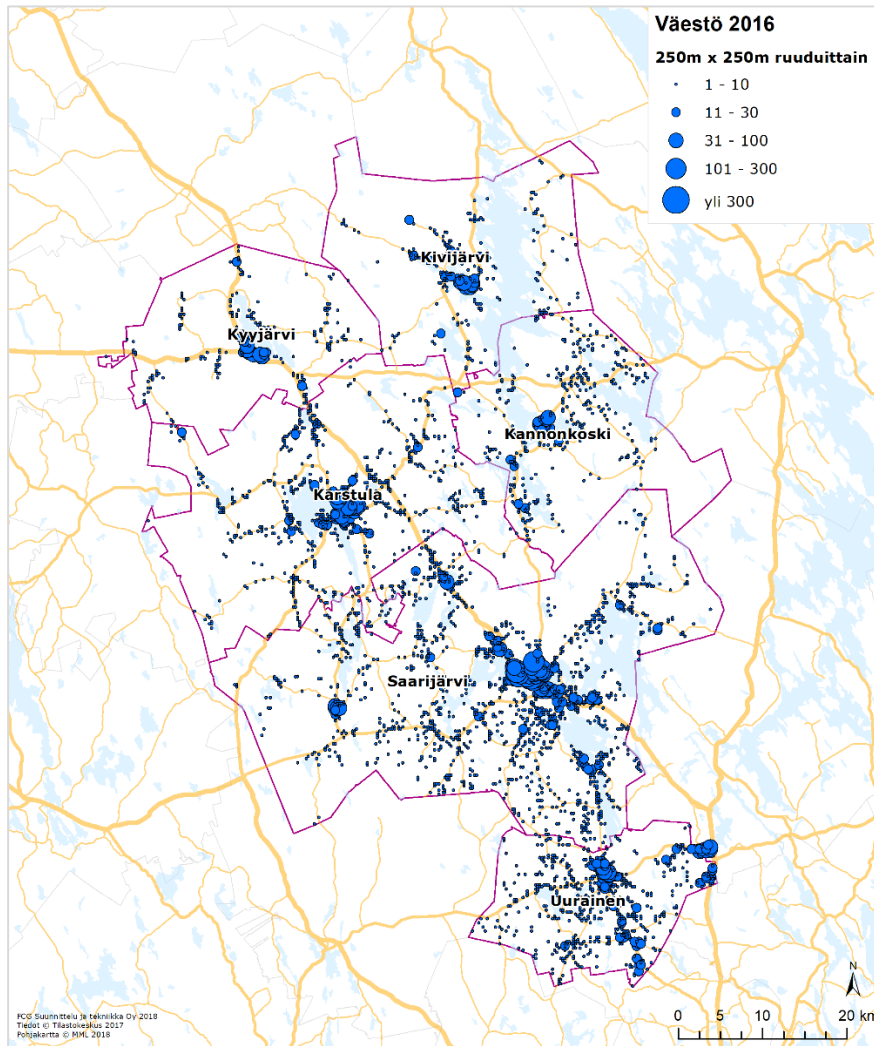 Väestö 2016
250m x 250m ruuduittain
1 - 10
11 - 30
31 - 100
101 - 300
yli 300
Kivijärvi
Kyyjärvi
Kannonkoski
Karstula
Saarijärvi
Uurainen
FCG Suunnittelu ja tekniikka Oy 2018
Tiedot © Tilastokeskus 2017
Pohjakartta © MML 2018
N
0 5 10 20 km